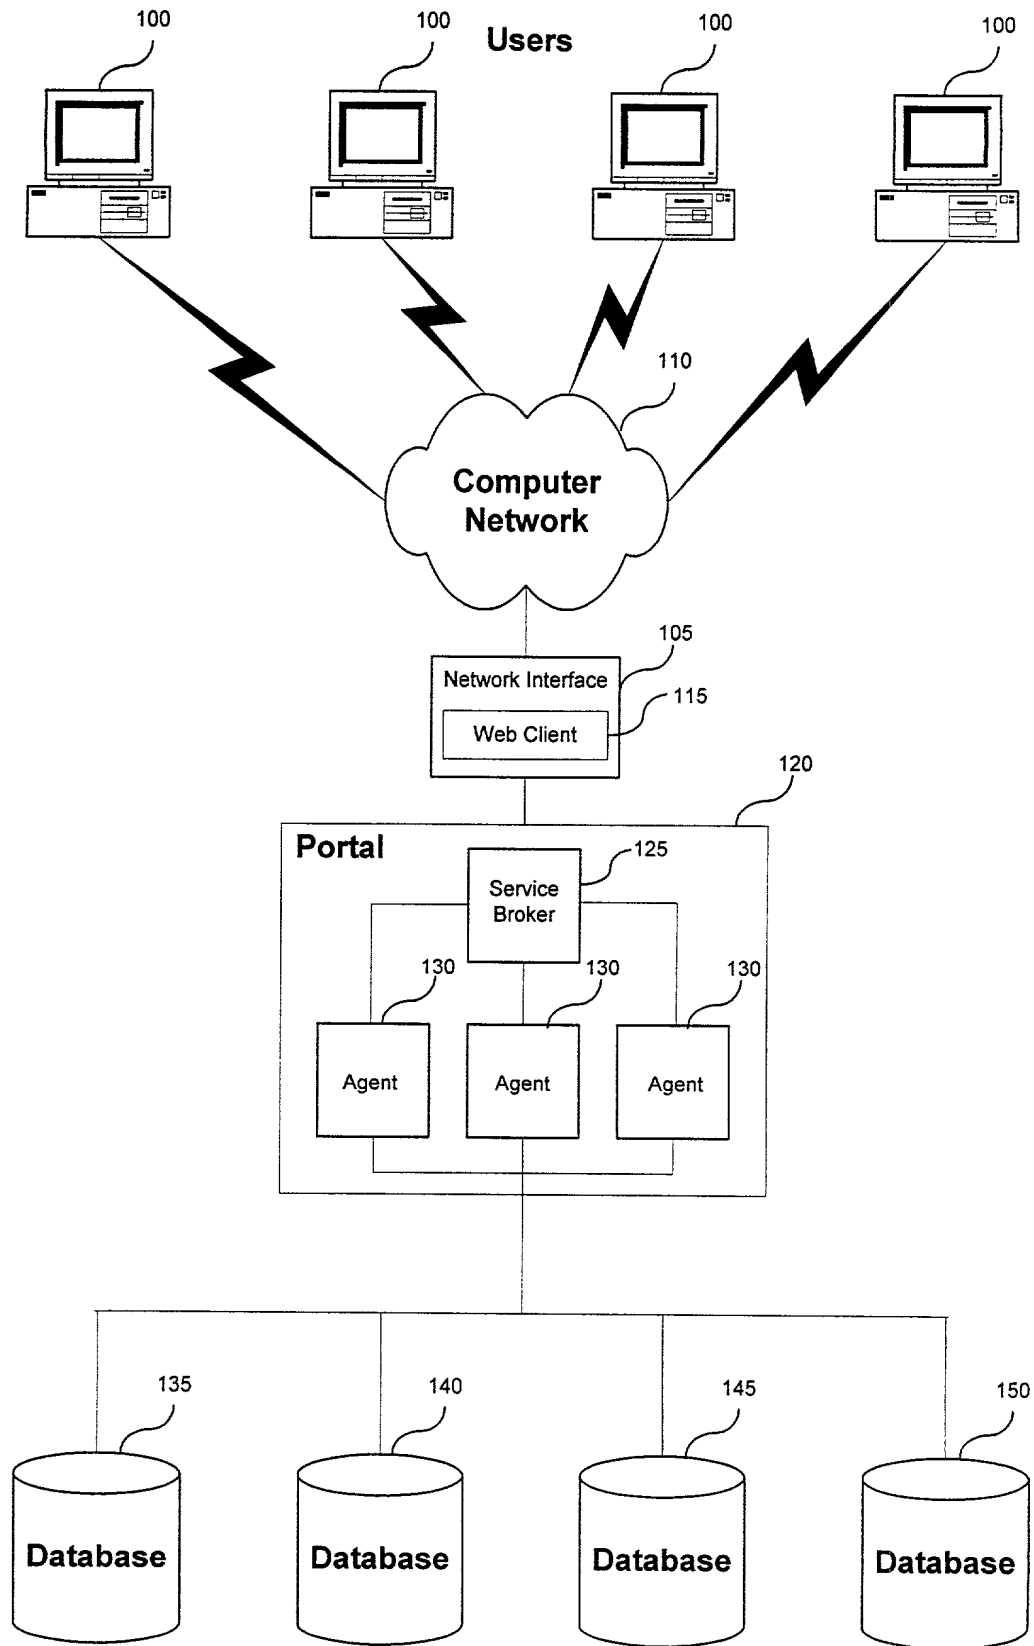 100
100
100
100
Users
110
Computer
Network
105
Network Interface
115
Web Client
120
Portal
125
Service
Broker
130
130
130
Agent
Agent
Agent
135
140
145
150
Database
Database
Database
Database